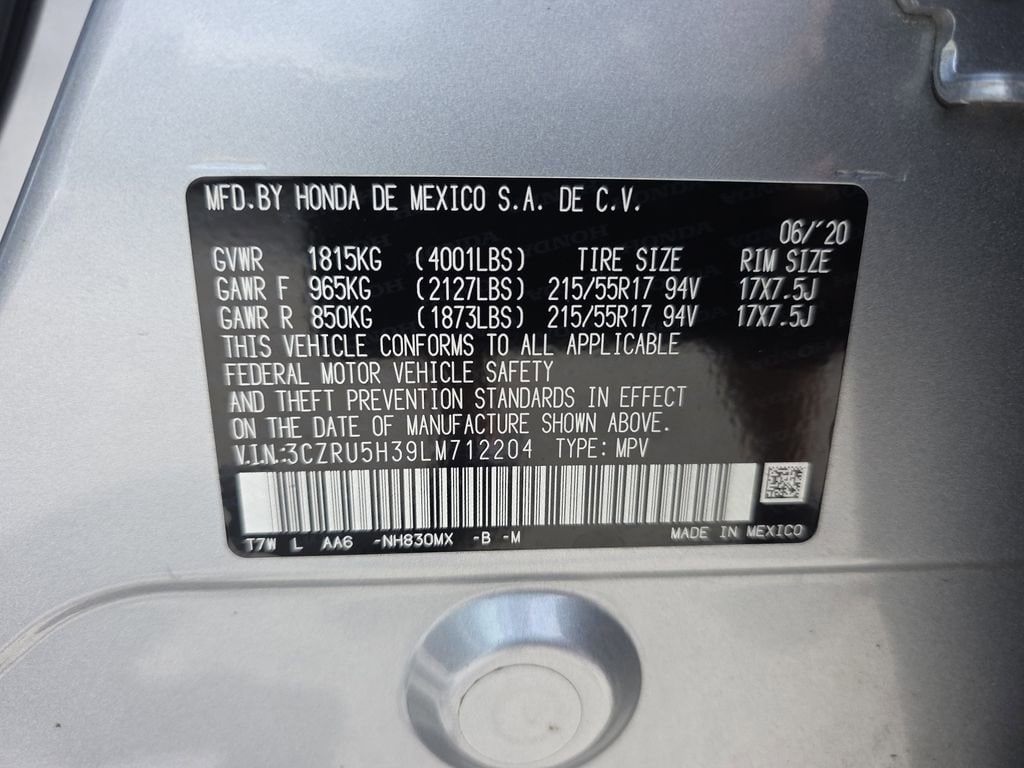 MFD.BY HONDA DE MEXICO S.A. DE C.V.
06/'20
GVWR 1815KG (4001LBS) TIRE SIZE RIM SIZE
GAWR F 965KG (2127LBS) 215/55R17 94V 17X7.5J
GAWR R 850KG (1873LBS) 215/55R17 94V 17X7.5J
THIS VEHICLE CONFORMS TO ALL APPLICABLE
FEDERAL MOTOR VEHICLE SAFETY
AND THEFT PREVENTION STANDARDS IN EFFECT
ON THE DATE OF MANUFACTURE SHOWN ABOVE.
V.I.N.:3CZRU5H39LM712204 TYPE: MPV
T7W L AA6 -NH830MX -B -M MADE IN MEXICO